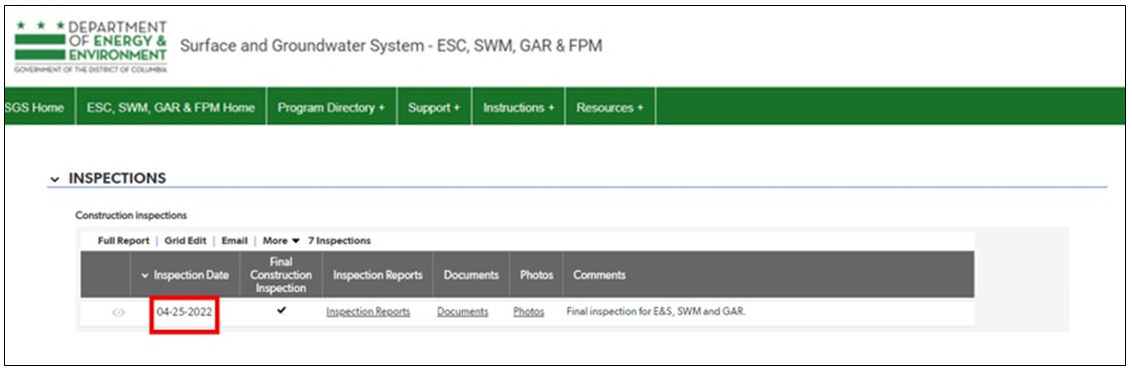 DEPARTMENT
OF ENERGY &
ENVIRONMENT
GOVERNMENT OF THE DISTRICT OF COLUMBIA
Surface and Groundwater System - ESC, SWM, GAR & FPM
SGS Home ESC, SWM, GAR & FPM Home Program Directory + Support + Instructions + Resources +
INSPECTIONS
Construction inspections
Full Report | Grid Edit | Email | More 7 Inspections
Inspection Date Final Construction Inspection Inspection Reports Documents Photos Comments
04-25-2022 Inspection Reports Documents Photos Final inspection for E&S, SWM and GAR.